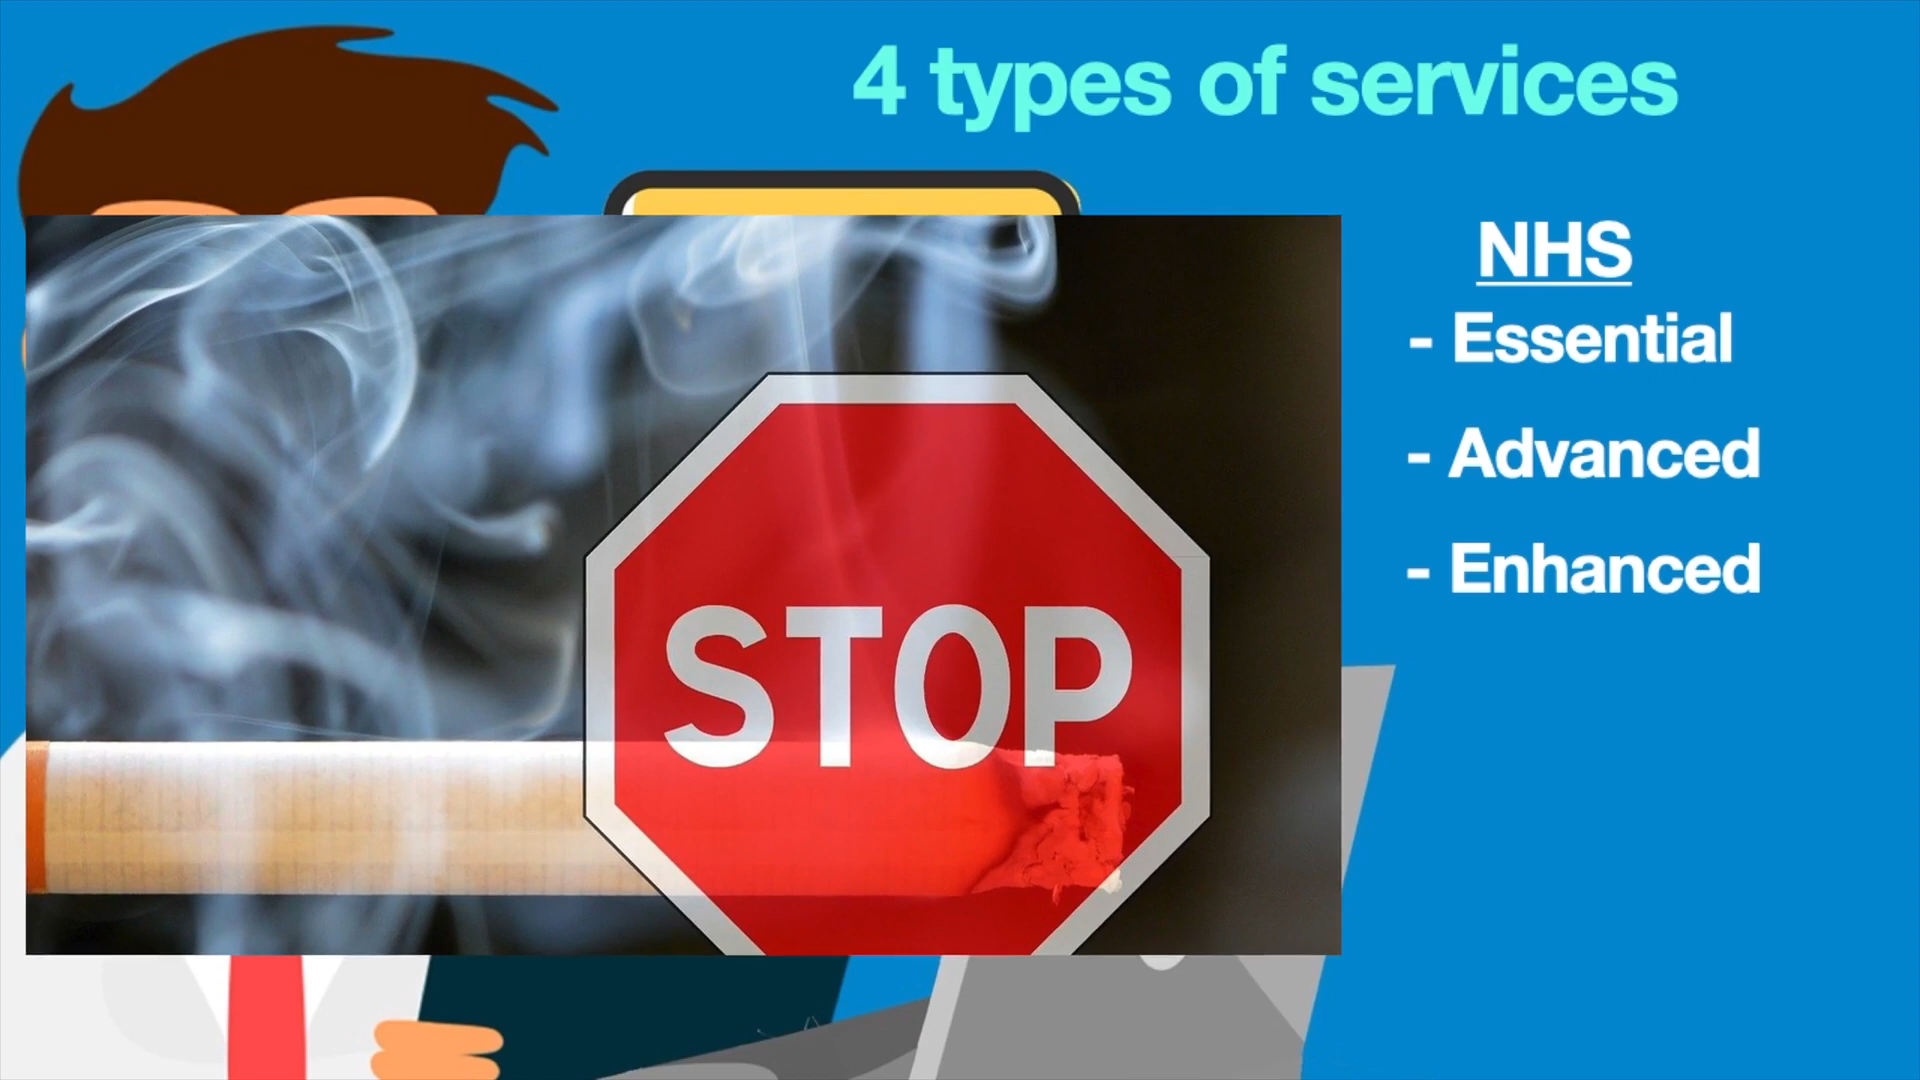 4 types of services
NHS
- Essential
- Advanced
- Enhanced
STOP